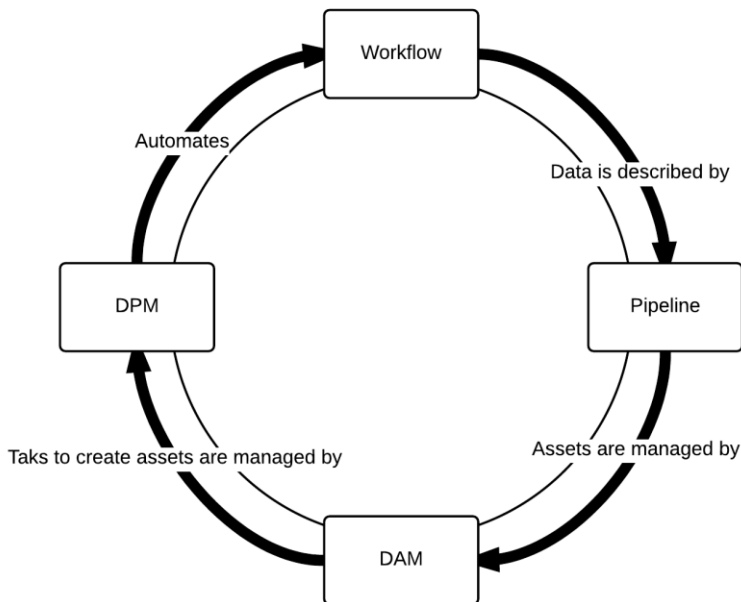 Workflow
Automates
Data is described by
DPM
Pipeline
Taks to create assets are managed by
Assets are managed by
DAM